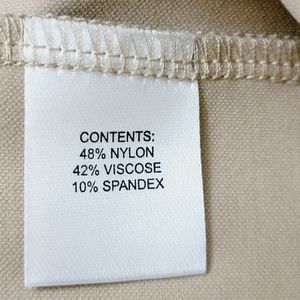 CONTENTS:
48% NYLON
42% VISCOSE
10% SPANDEX